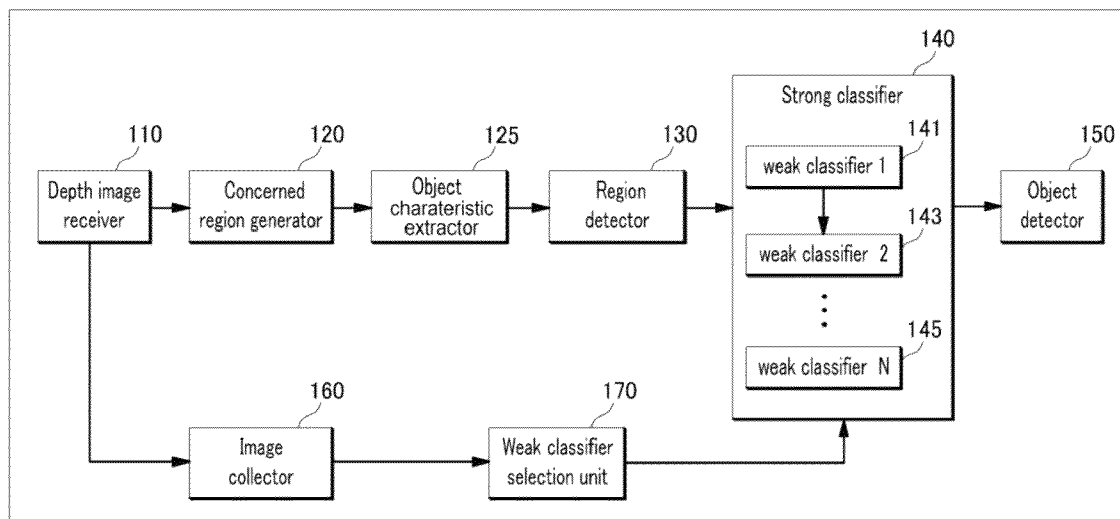 140
Strong classifier
110
120
125
130
141
150
Depth image
receiver
Concerned
region generator
Object
charateristic
extractor
Region
detector
weak classifier 1
Object
detector
143
weak classifier 2
145
weak classifier N
160
170
Image
collector
Weak classifier
selection unit